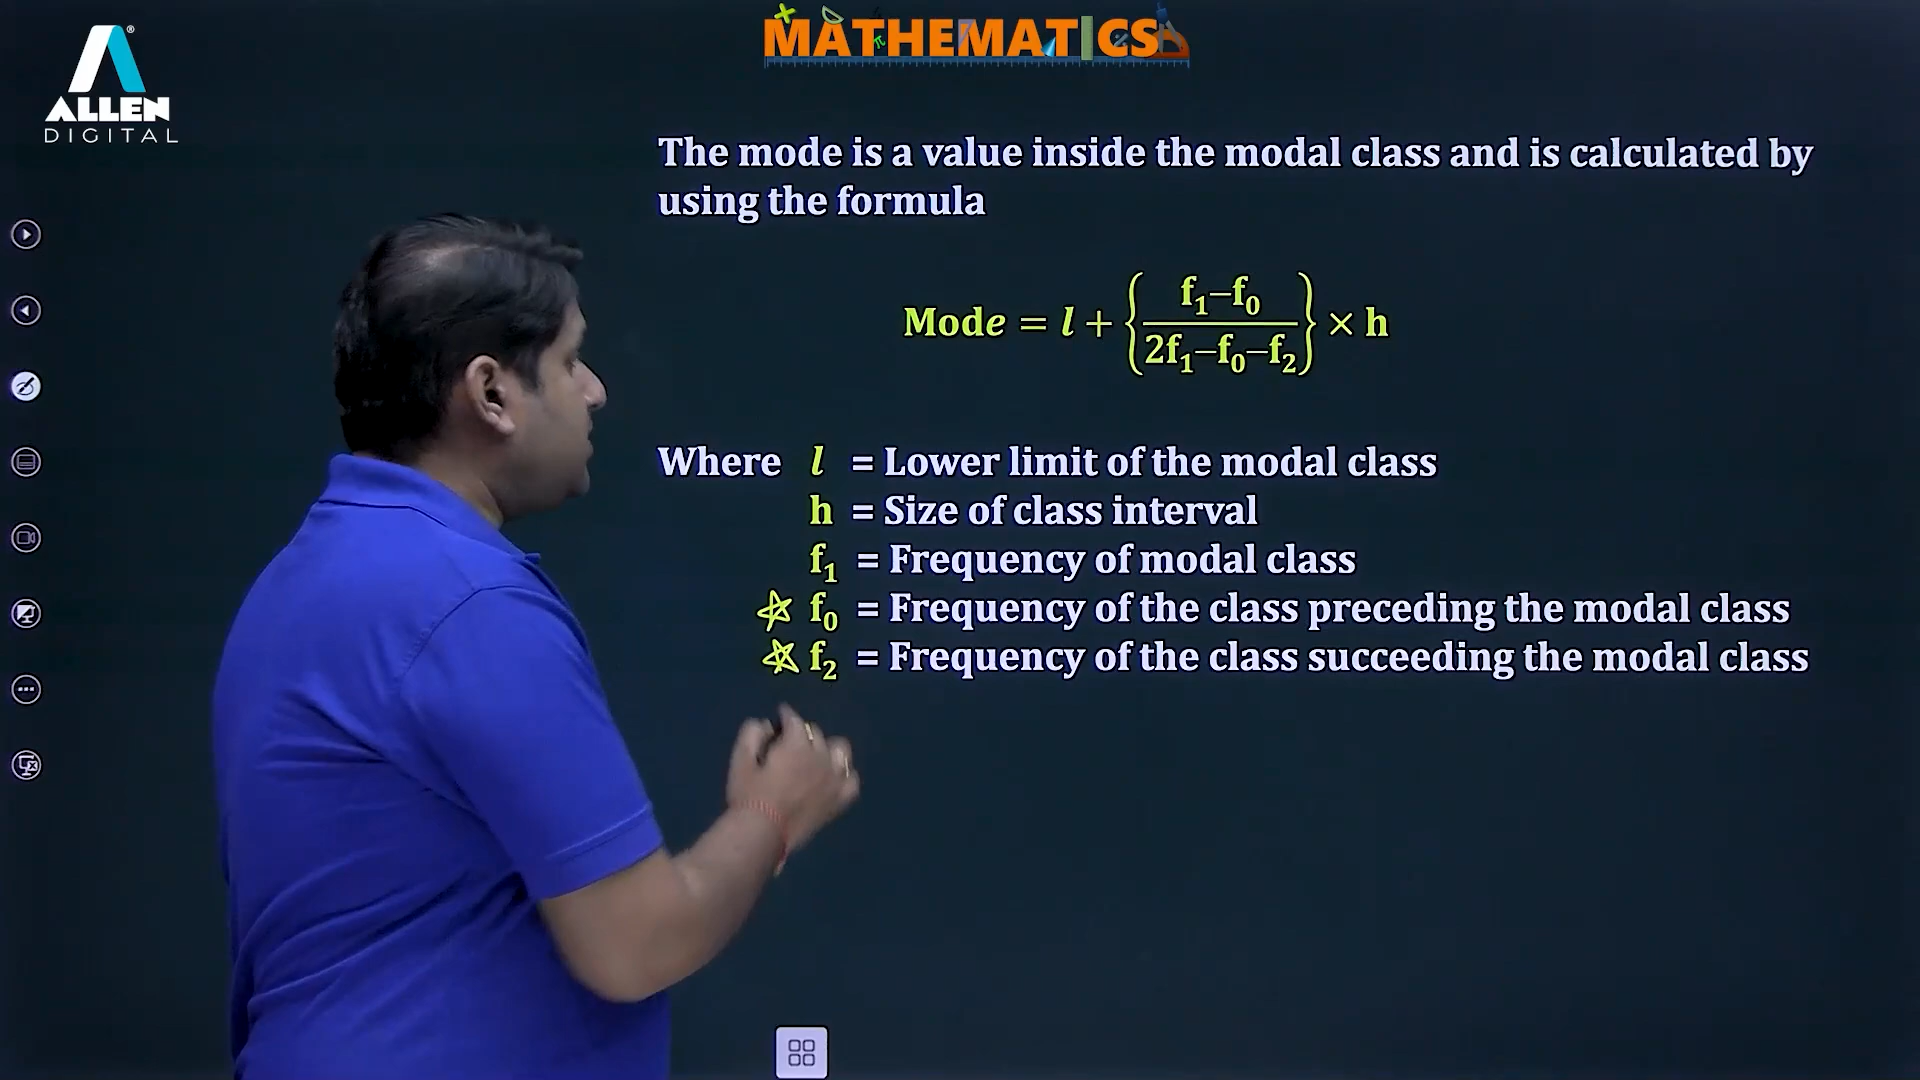 MATHEMATICS
ALLEN
DIGITAL
The mode is a value inside the modal class and is calculated by
using the formula
Mode = l + {(f₁–f₀)/(2f₁–f₀–f₂)} × h
Where l = Lower limit of the modal class
h = Size of class interval
f₁ = Frequency of modal class
☆ f₀ = Frequency of the class preceding the modal class
☆ f₂ = Frequency of the class succeeding the modal class